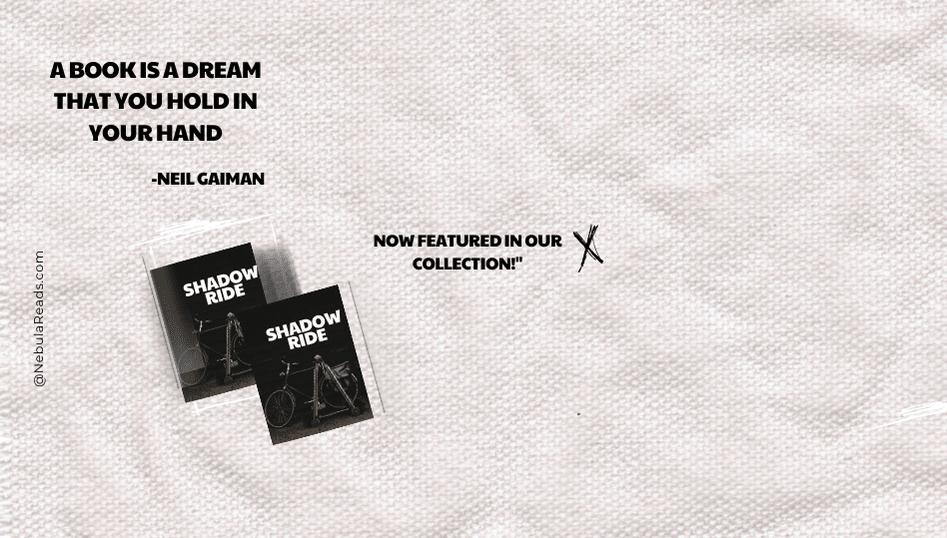 A BOOK IS A DREAM
THAT YOU HOLD IN
YOUR HAND
-NEIL GAIMAN
NOW FEATURED IN OUR
COLLECTION!"
@NebulaReads.com
SHADOW
RIDE
SHADOW
RIDE